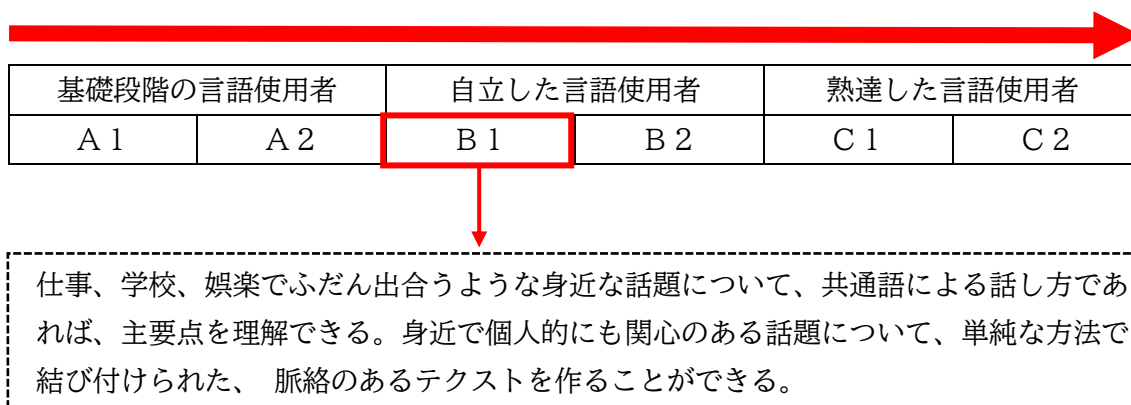 基礎段階の言語使用者 自立した言語使用者 熟達した言語使用者
A1 A2 B1 B2 C1 C2
仕事、学校、娯楽でふだん出合うような身近な話題について、共通語による話し方であ
れば、主要点を理解できる。身近で個人的にも関心のある話題について、単純な方法で
結び付けられた、 脈絡のあるテクストを作ることができる。